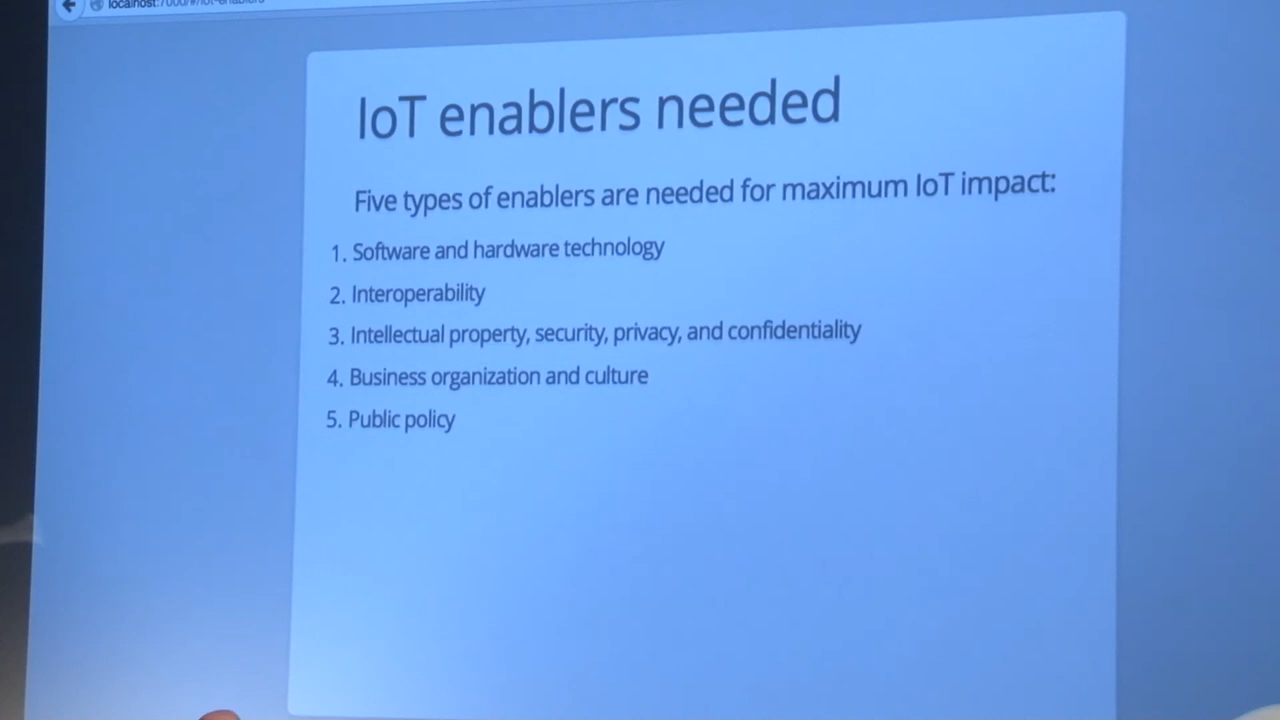 IoT enablers needed
Five types of enablers are needed for maximum IoT impact:
1. Software and hardware technology
2. Interoperability
3. Intellectual property, security, privacy, and confidentiality
4. Business organization and culture
5. Public policy